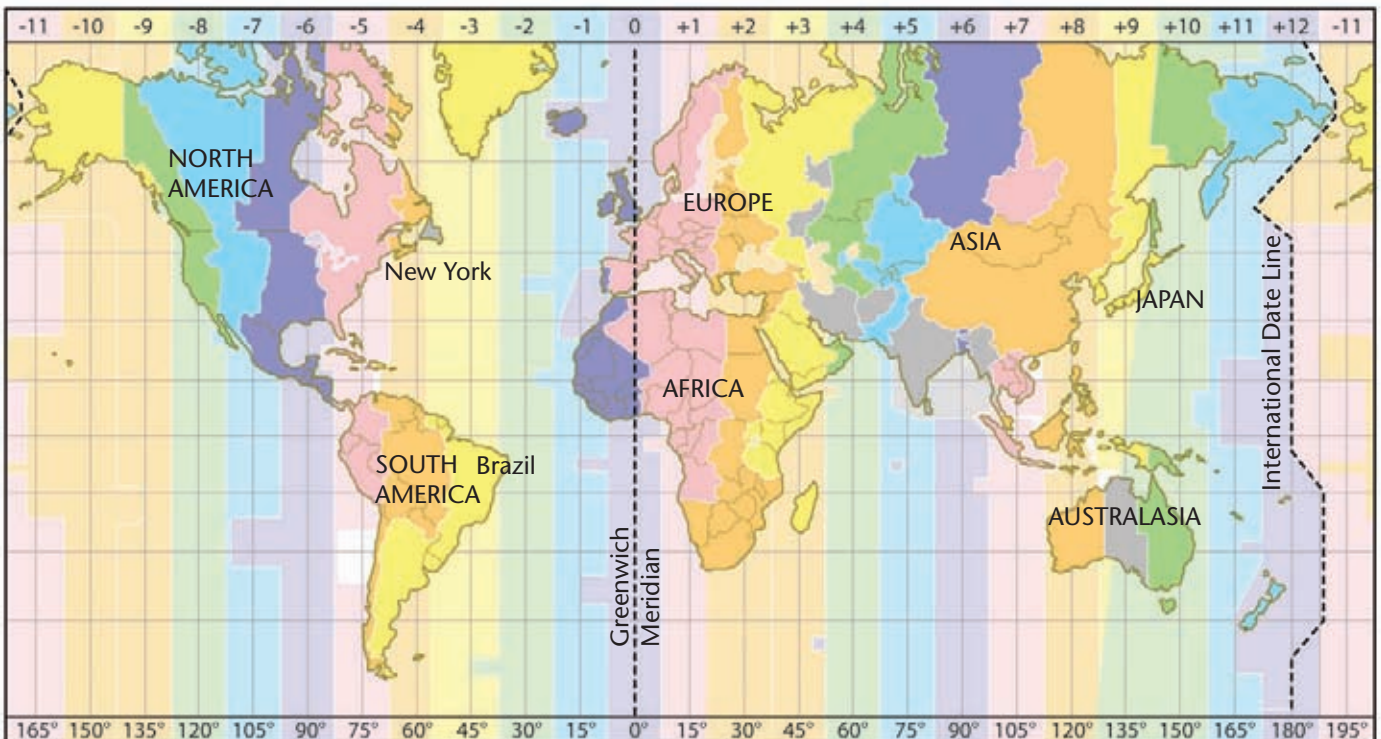 -11 -10 -9 -8 -7 -6 -5 -4 -3 -2 -1 0 +1 +2 +3 +4 +5 +6 +7 +8 +9 +10 +11 +12 -11
NORTH
AMERICA
EUROPE
ASIA
New York
JAPAN
AFRICA
SOUTH
AMERICA
Brazil
AUSTRALASIA
Greenwich
Meridian
International Date Line
165° 150° 135° 120° 105° 90° 75° 60° 45° 30° 15° 0 15° 30° 45° 60° 75° 90° 105° 120° 135° 150° 165° 180° 195°